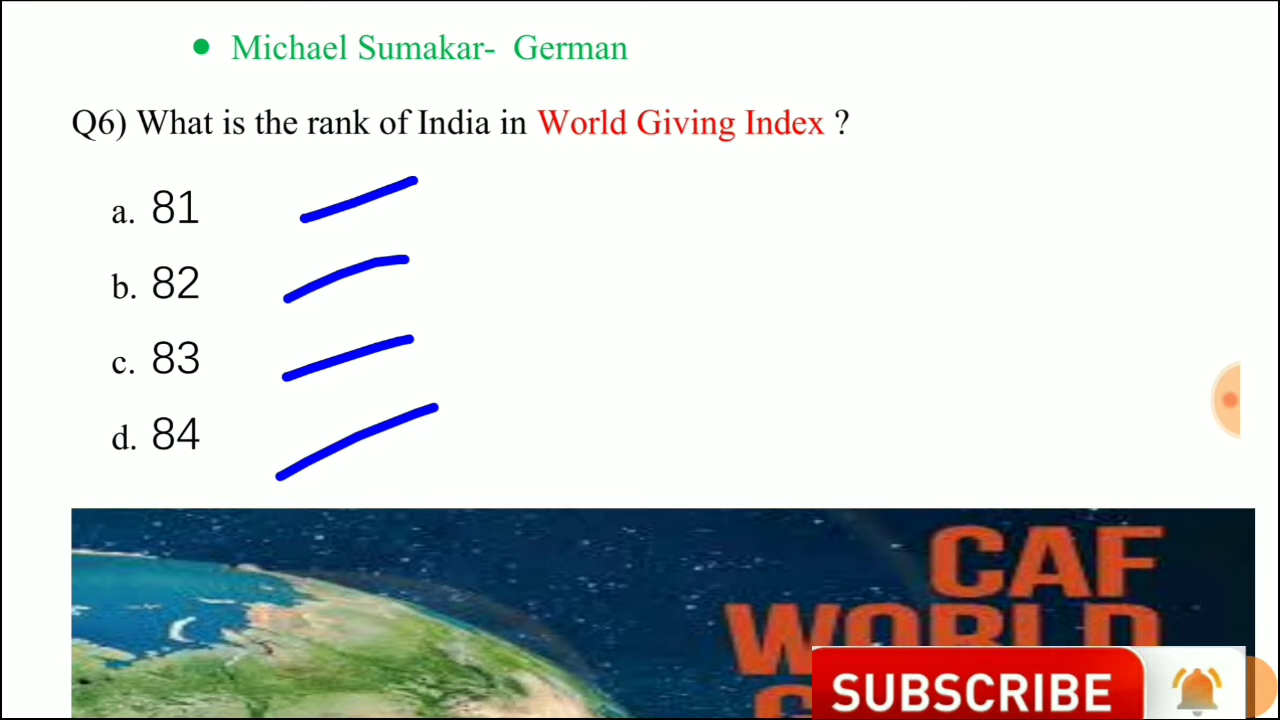 • Michael Sumakar- German
Q6) What is the rank of India in World Giving Index ?
a. 81
b. 82
c. 83
d. 84
CAF
WORLD
SUBSCRIBE